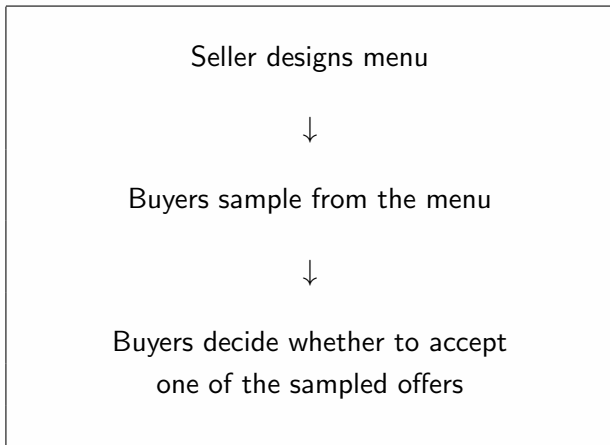 Seller designs menu
↓
Buyers sample from the menu
↓
Buyers decide whether to accept
one of the sampled offers